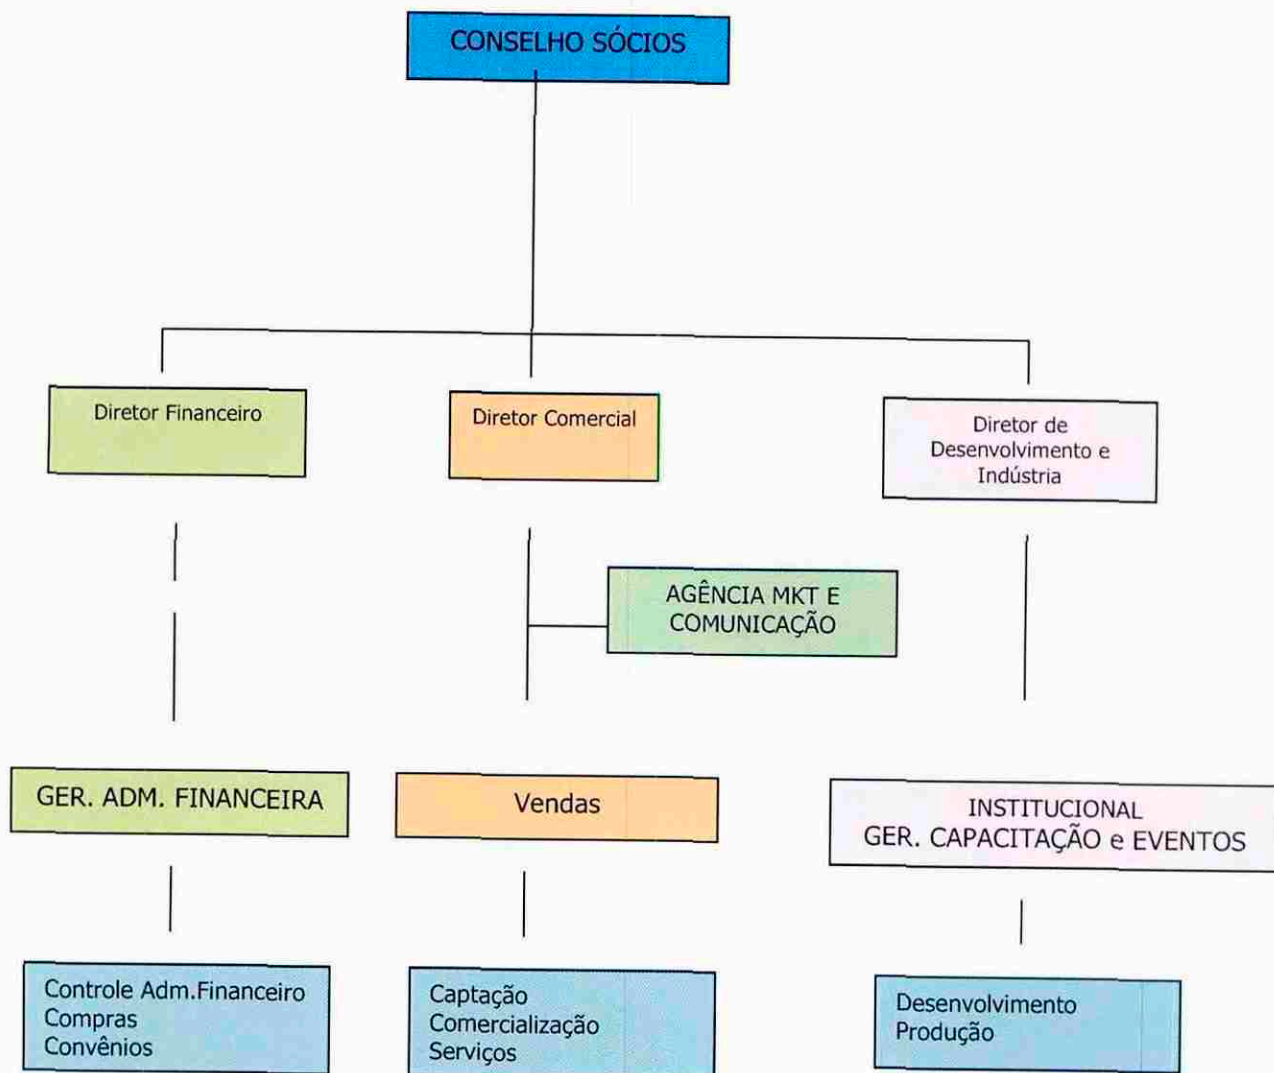 CONSELHO SÓCIOS
Diretor Financeiro
Diretor Comercial
Diretor de
Desenvolvimento e
Indústria
AGÊNCIA MKT E
COMUNICAÇÃO
GER. ADM. FINANCEIRA
Vendas
INSTITUCIONAL
GER. CAPACITAÇÃO e EVENTOS
Controle Adm.Financeiro
Compras
Convênios
Captação
Comercialização
Serviços
Desenvolvimento
Produção